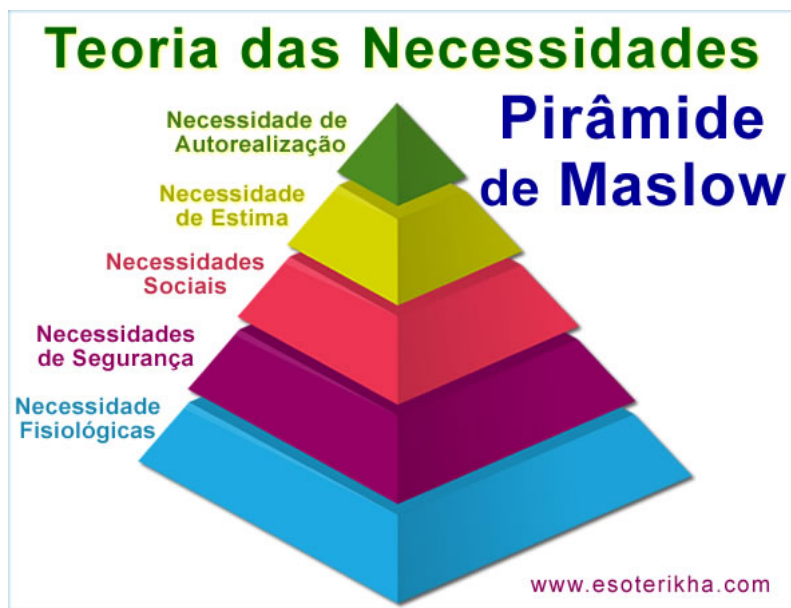 Teoria das Necessidades
Pirâmide
de Maslow
Necessidade de
Autorealização
Necessidade
de Estima
Necessidades
Sociais
Necessidades
de Segurança
Necessidade
Fisiológicas
www.esoterikha.com